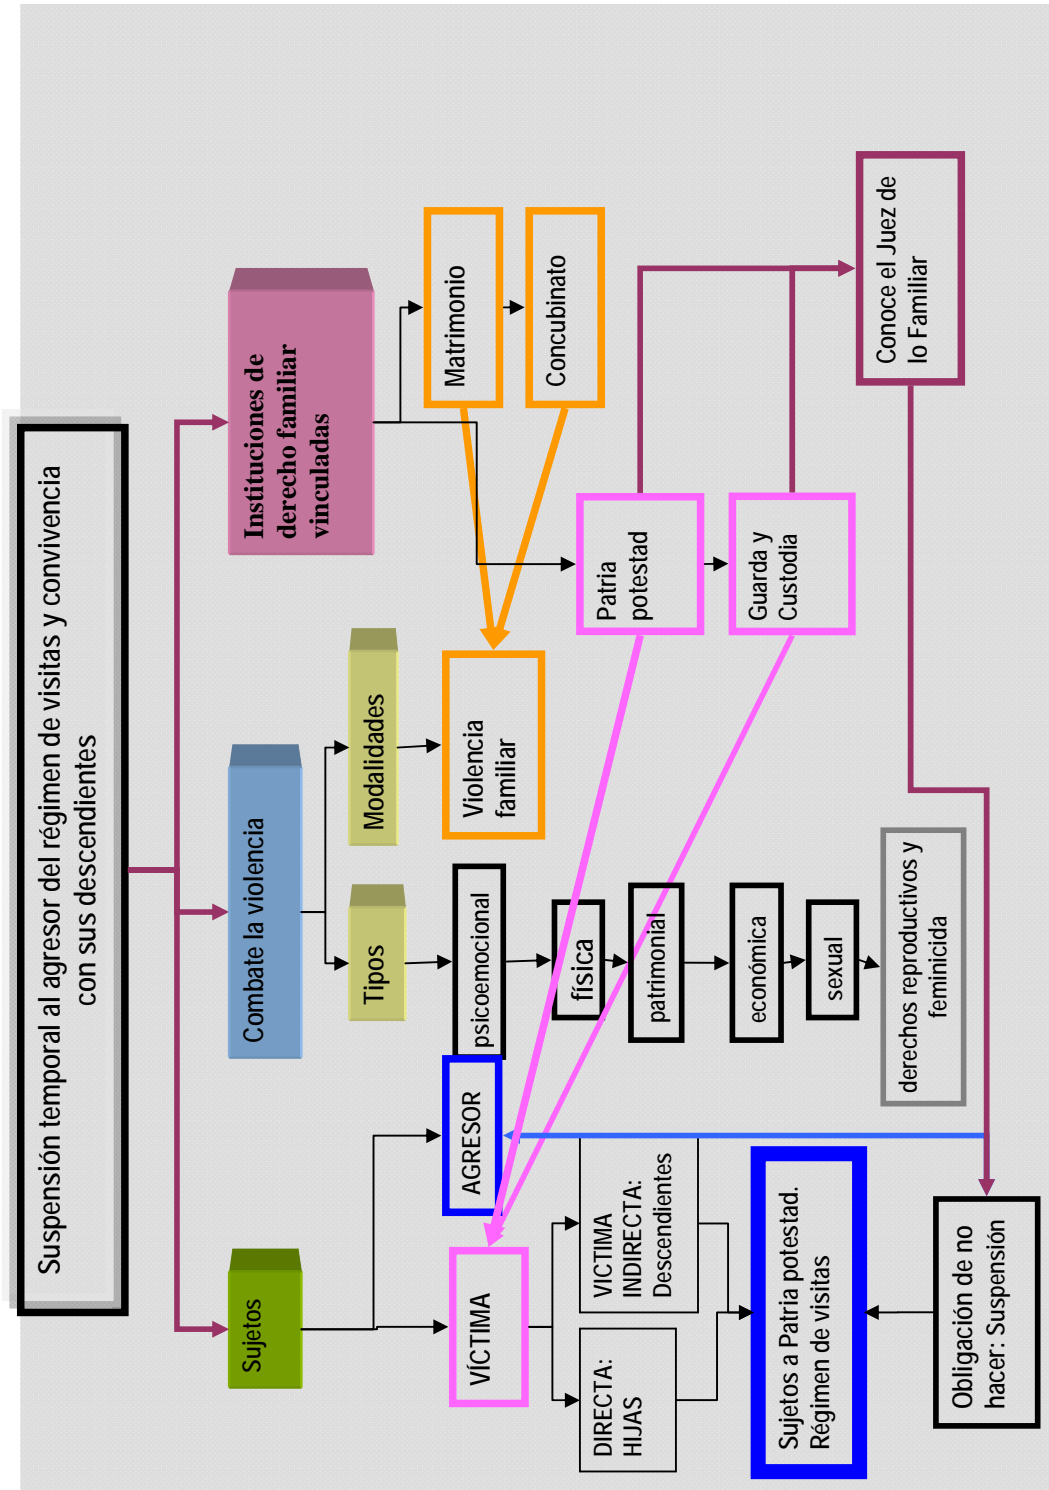 Suspensión temporal al agresor del régimen de visitas y convivencia
con sus descendientes
Sujetos
Combate la violencia
Instituciones de
derecho familiar
vinculadas
Tipos
Modalidades
Matrimonio
Concubinato
AGRESOR
VÍCTIMA
psicoemocional
física
patrimonial
económica
sexual
derechos reproductivos y
feminicida
Violencia
familiar
Patria
potestad
Guarda y
Custodia
DIRECTA:
HIJAS
VICTIMA
INDIRECTA:
Descendientes
Sujetos a Patria potestad.
Régimen de visitas
Obligación de no
hacer: Suspensión
Conoce el Juez de
lo Familiar